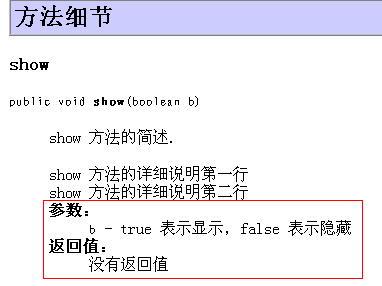 方法细节
show
public void show(boolean b)
show 方法的简述.
show 方法的详细说明第一行
show 方法的详细说明第二行
参数：
b - true 表示显示，false 表示隐藏
返回值：
没有返回值